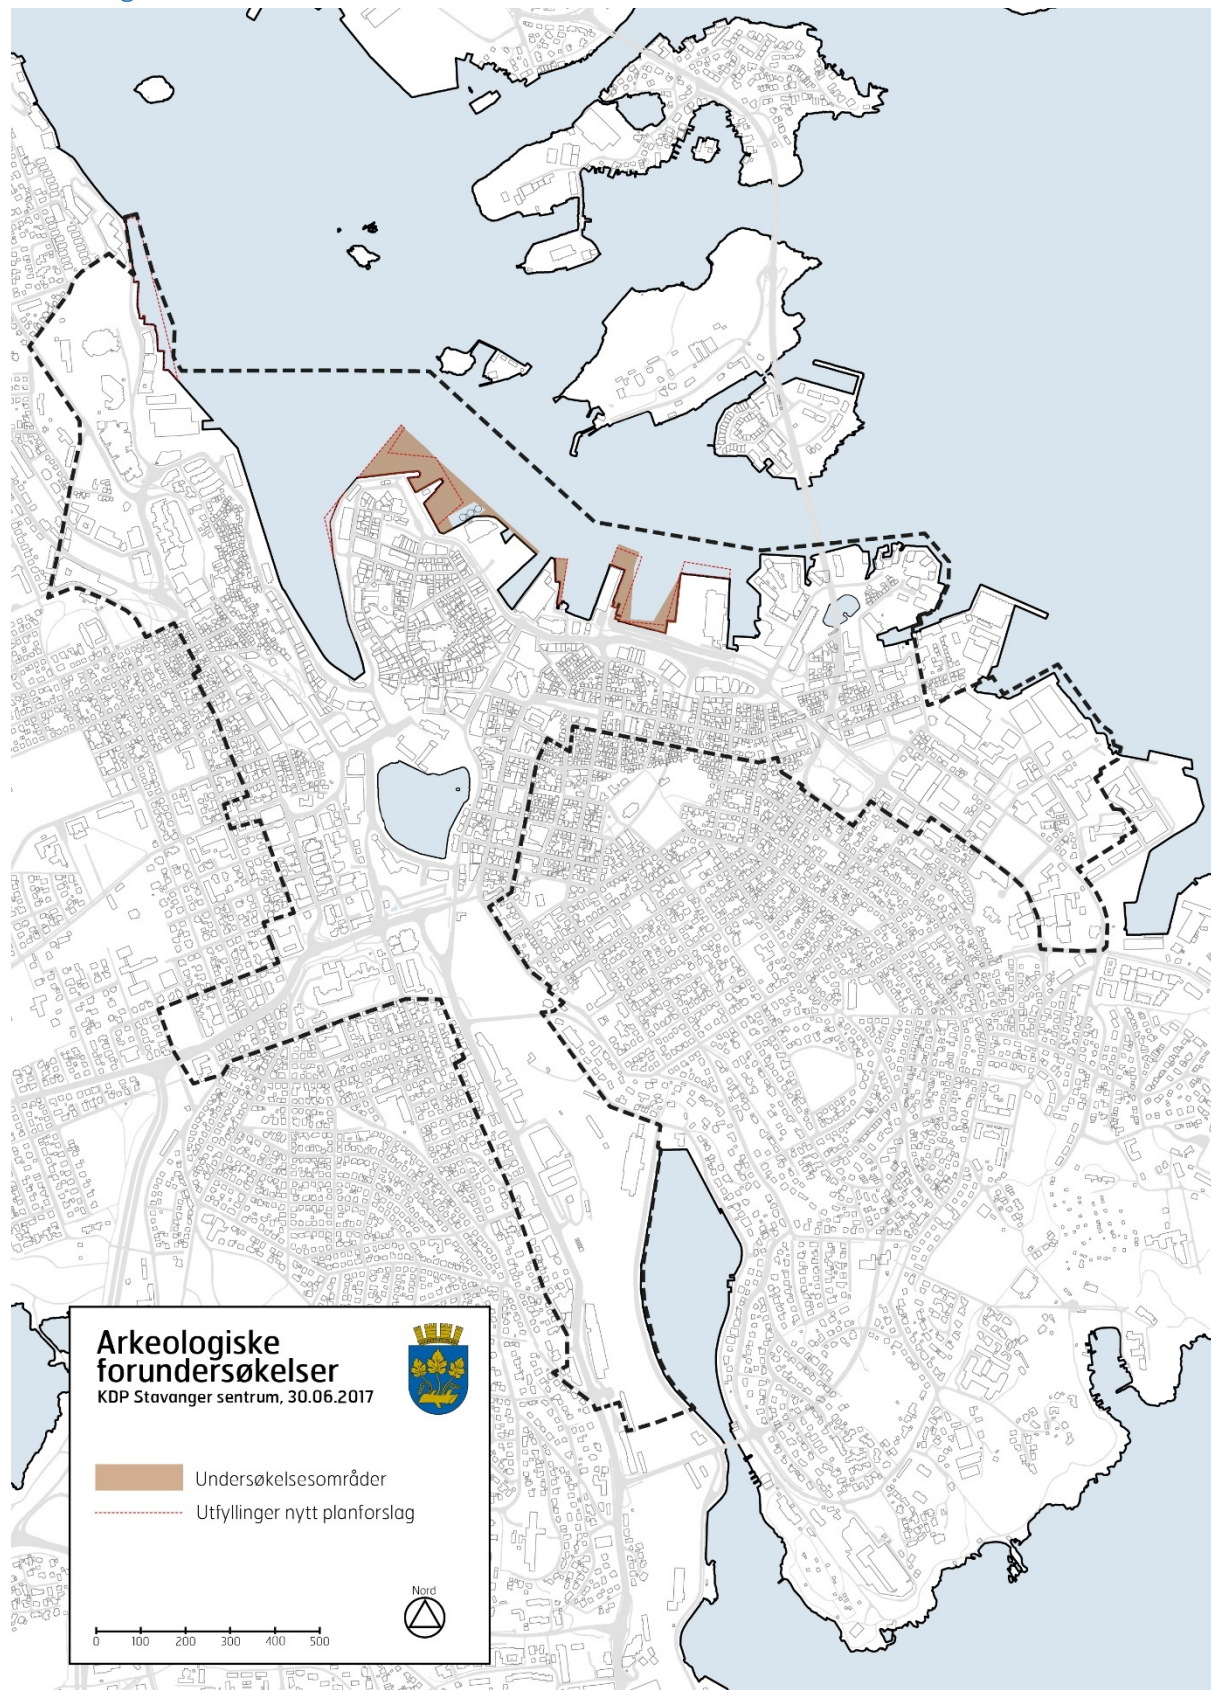 Arkeologiske
forundersøkelser
KDP Stavanger sentrum, 30.06.2017
Undersøkelsesområder
Utfyllinger nytt planforslag
Nord
0 100 200 300 400 500